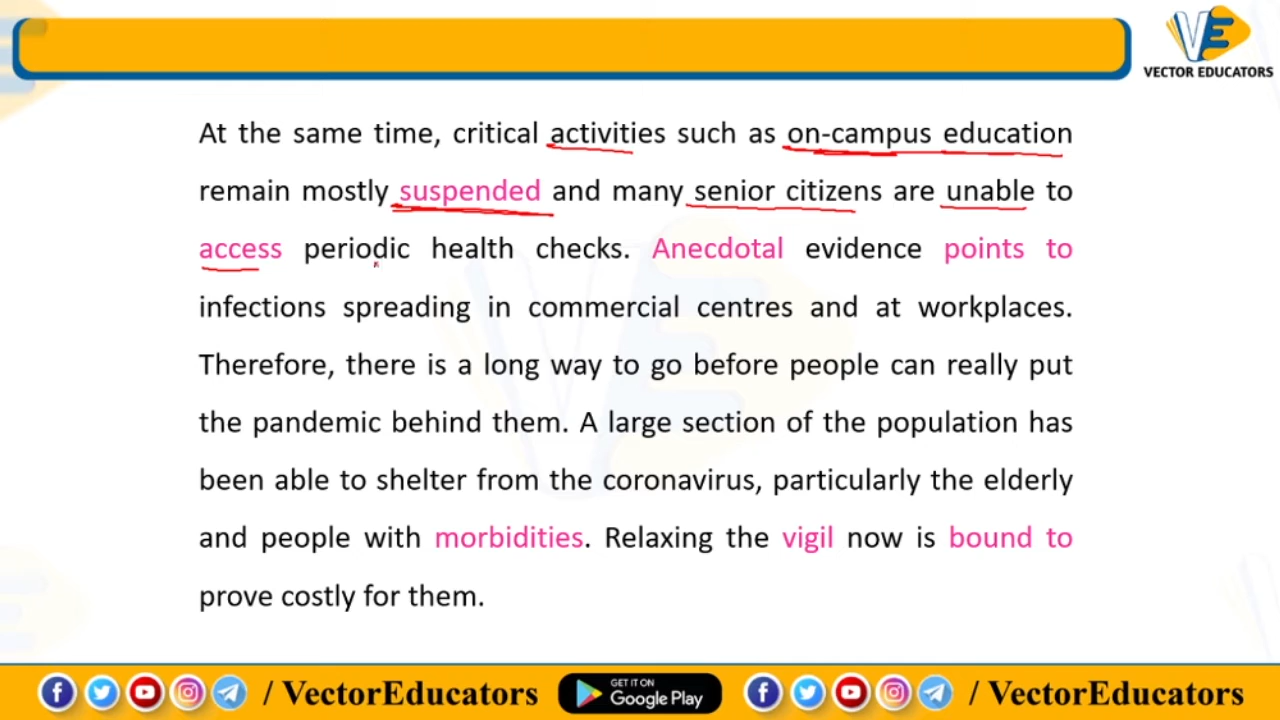 VE
VECTOR EDUCATORS
At the same time, critical activities such as on-campus education
remain mostly suspended and many senior citizens are unable to
access periodic health checks. Anecdotal evidence points to
infections spreading in commercial centres and at workplaces.
Therefore, there is a long way to go before people can really put
the pandemic behind them. A large section of the population has
been able to shelter from the coronavirus, particularly the elderly
and people with morbidities. Relaxing the vigil now is bound to
prove costly for them.
/ VectorEducators GET IT ON Google Play / VectorEducators